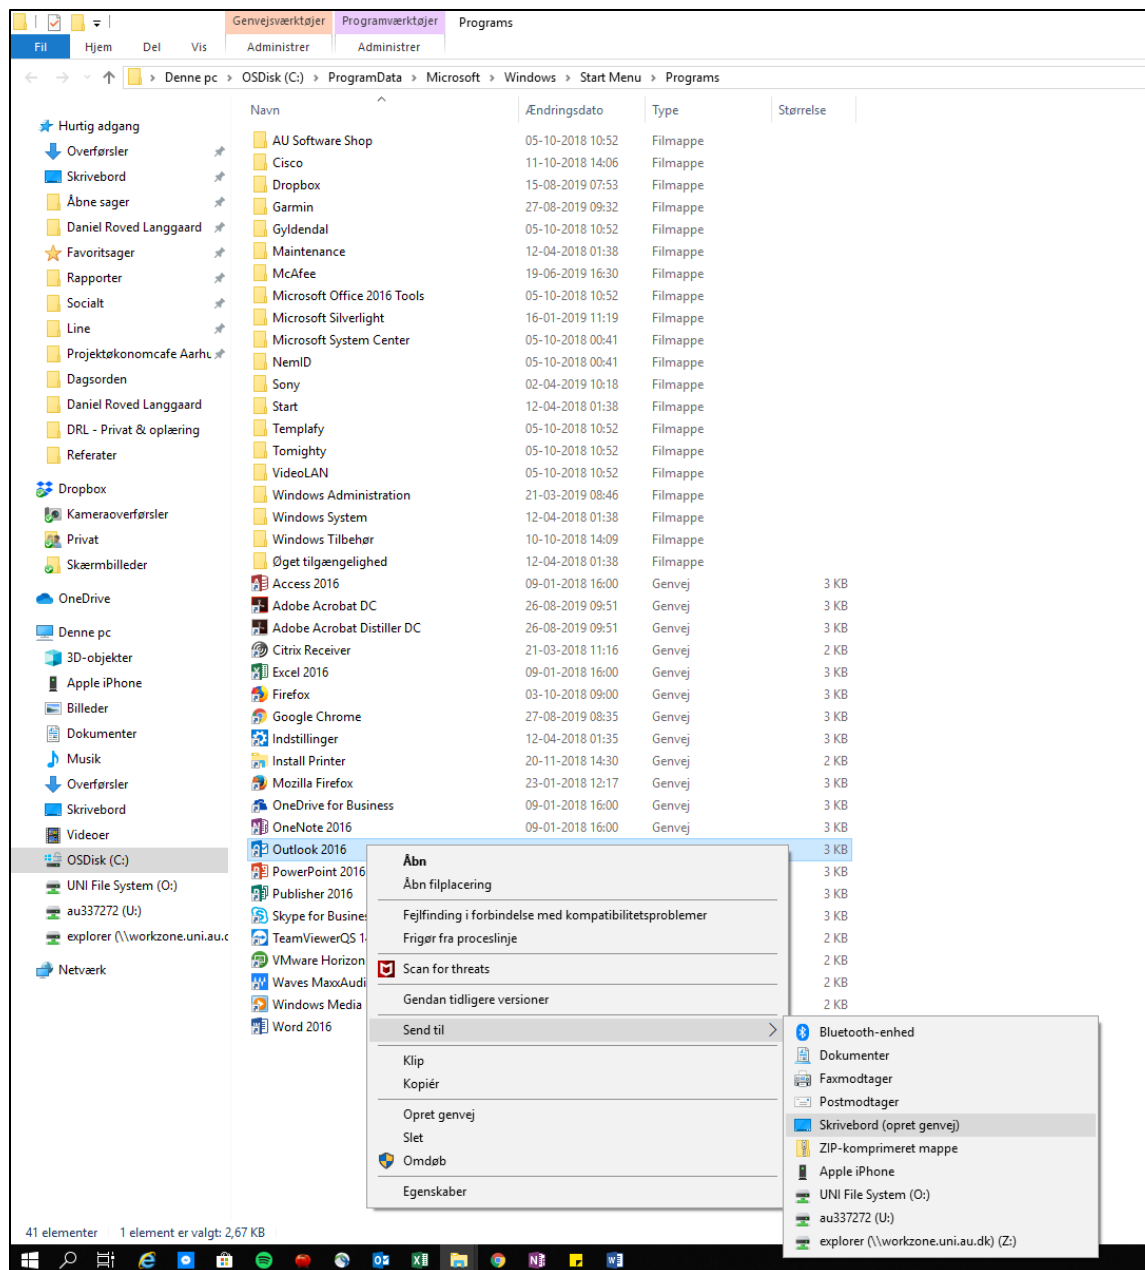 Genvejsværktøjer Programværktøjer Programs
Fil Hjem Del Vis Administrer Administrer
Denne pc OSDisk (C:) ProgramData Microsoft Windows Start Menu Programs
Navn Ændringsdato Type Størrelse
Hurtig adgang
Overførsler
Skrivebord
Åbne sager
Daniel Roved Langgaard
Favoritsager
Rapporter
Socialt
Line
Projektøkonomcafe Aarhu
Dagsorden
Daniel Roved Langgaard
DRL - Privat & oplæring
Referater
Dropbox
Kameraoverførsler
Privat
Skærmbilleder
OneDrive
Denne pc
3D-objekter
Apple iPhone
Billeder
Dokumenter
Musik
Overførsler
Skrivebord
Videoer
OSDisk (C:)
UNI File System (O:)
au337272 (U:)
explorer (\\workzone.uni.au.c
Netværk
AU Software Shop 05-10-2018 10:52 Filmappe
Cisco 11-10-2018 14:06 Filmappe
Dropbox 15-08-2019 07:53 Filmappe
Garmin 27-08-2019 09:32 Filmappe
Gyldendal 05-10-2018 10:52 Filmappe
Maintenance 12-04-2018 01:38 Filmappe
McAfee 19-06-2019 16:30 Filmappe
Microsoft Office 2016 Tools 05-10-2018 10:52 Filmappe
Microsoft Silverlight 16-01-2019 11:19 Filmappe
Microsoft System Center 05-10-2018 00:41 Filmappe
NemID 05-10-2018 00:41 Filmappe
Sony 02-04-2019 10:18 Filmappe
Start 12-04-2018 01:38 Filmappe
Templafy 05-10-2018 10:52 Filmappe
Tomighty 05-10-2018 10:52 Filmappe
VideoLAN 05-10-2018 10:52 Filmappe
Windows Administration 21-03-2019 08:46 Filmappe
Windows System 12-04-2018 01:38 Filmappe
Windows Tilbehør 10-10-2018 14:09 Filmappe
Øget tilgængelighed 12-04-2018 01:38 Filmappe
Access 2016 09-01-2018 16:00 Genvej 3 KB
Adobe Acrobat DC 26-08-2019 09:51 Genvej 3 KB
Adobe Acrobat Distiller DC 26-08-2019 09:51 Genvej 3 KB
Citrix Receiver 21-03-2018 11:16 Genvej 2 KB
Excel 2016 09-01-2018 16:00 Genvej 3 KB
Firefox 03-10-2018 09:00 Genvej 3 KB
Google Chrome 27-08-2019 08:35 Genvej 3 KB
Indstillinger 12-04-2018 01:35 Genvej 3 KB
Install Printer 20-11-2018 14:30 Genvej 2 KB
Mozilla Firefox 23-01-2018 12:17 Genvej 3 KB
OneDrive for Business 09-01-2018 16:00 Genvej 3 KB
OneNote 2016 09-01-2018 16:00 Genvej 3 KB
Outlook 2016 3 KB
PowerPoint 2016 3 KB
Publisher 2016 3 KB
Skype for Busines 3 KB
TeamViewerQS 1 2 KB
VMware Horizon 2 KB
Waves MaxxAudi 2 KB
Windows Media 2 KB
Word 2016
Åbn
Åbn filplacering
Fejlfinding i forbindelse med kompatibilitetsproblemer
Frigør fra proceslinje
Scan for threats
Gendan tidligere versioner
Send til
Klip
Kopiér
Opret genvej
Slet
Omdøb
Egenskaber
Bluetooth-enhed
Dokumenter
Faxmodtager
Postmodtager
Skrivebord (opret genvej)
ZIP-komprimeret mappe
Apple iPhone
UNI File System (O:)
au337272 (U:)
explorer (\\workzone.uni.au.dk) (Z:)
41 elementer 1 element er valgt: 2,67 KB